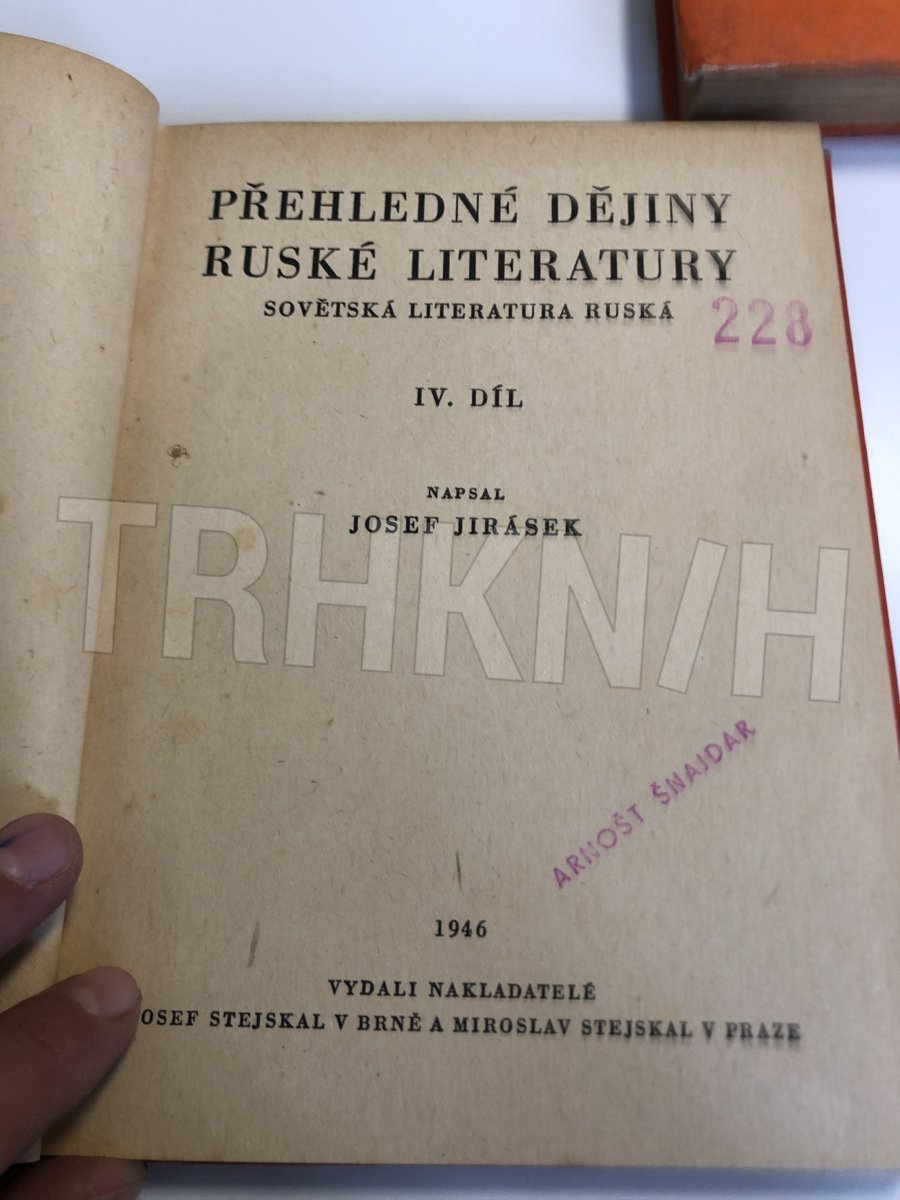 PŘEHLEDNÉ DĚJINY
RUSKÉ LITERATURY
SOVĚTSKÁ LITERATURA RUSKÁ
228
IV. DÍL
NAPSAL
JOSEF JIRÁSEK
TRHKN/H
ARNOŠT ŠNAJDAR
1946
VYDALI NAKLADATELÉ
OSEF STEJSKAL V BRNĚ A MIROSLAV STEJSKAL V PRAZE